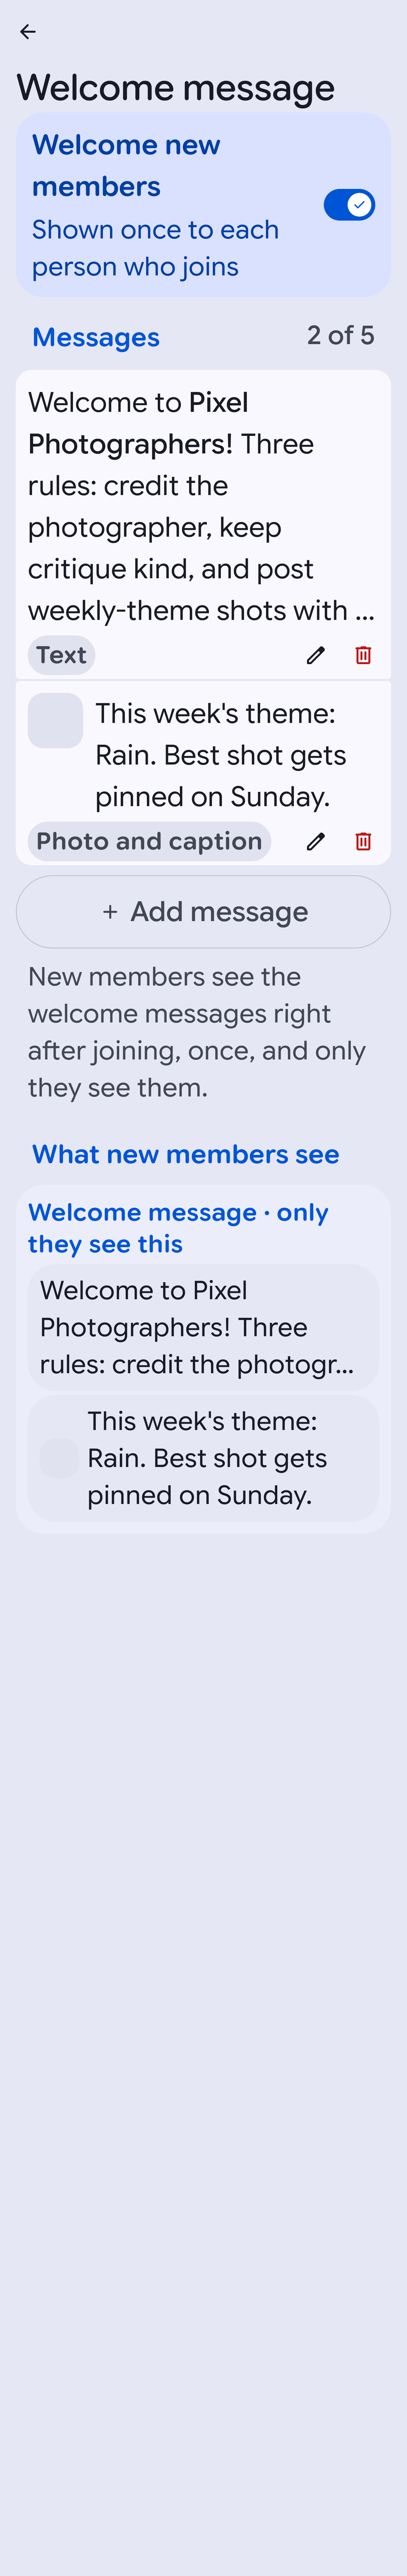 Welcome message
Welcome new
members
Shown once to each
person who joins
Messages
2 of 5
Welcome to Pixel
Photographers! Three
rules: credit the
photographer, keep
critique kind, and post
weekly-theme shots with ...
Text
This week's theme:
Rain. Best shot gets
pinned on Sunday.
Photo and caption
+ Add message
New members see the
welcome messages right
after joining, once, and only
they see them.
What new members see
Welcome message · only
they see this
Welcome to Pixel
Photographers! Three
rules: credit the photogr...
This week's theme:
Rain. Best shot gets
pinned on Sunday.